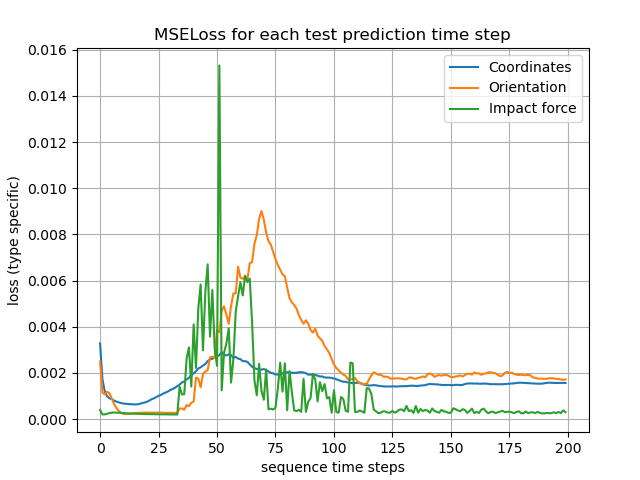 MSELoss for each test prediction time step
Coordinates
Orientation
Impact force
loss (type specific)
0.016
0.014
0.012
0.010
0.008
0.006
0.004
0.002
0.000
0 25 50 75 100 125 150 175 200
sequence time steps